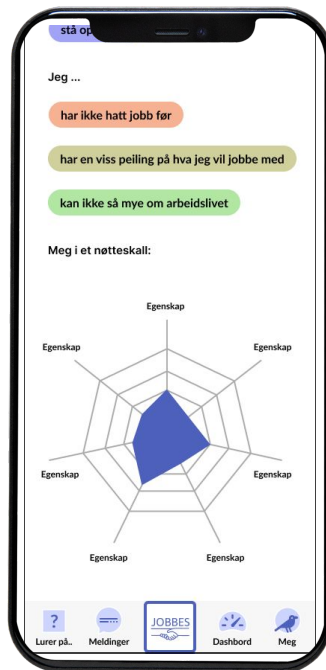 stå op
Jeg ...
har ikke hatt jobb før
har en viss peiling på hva jeg vil jobbe med
kan ikke så mye om arbeidslivet
Meg i et nøtteskall:
Egenskap
Egenskap
Egenskap
Egenskap
Egenskap
Egenskap
Egenskap
?
JOBBES
Lurer på..
Meldinger
Dashbord
Meg